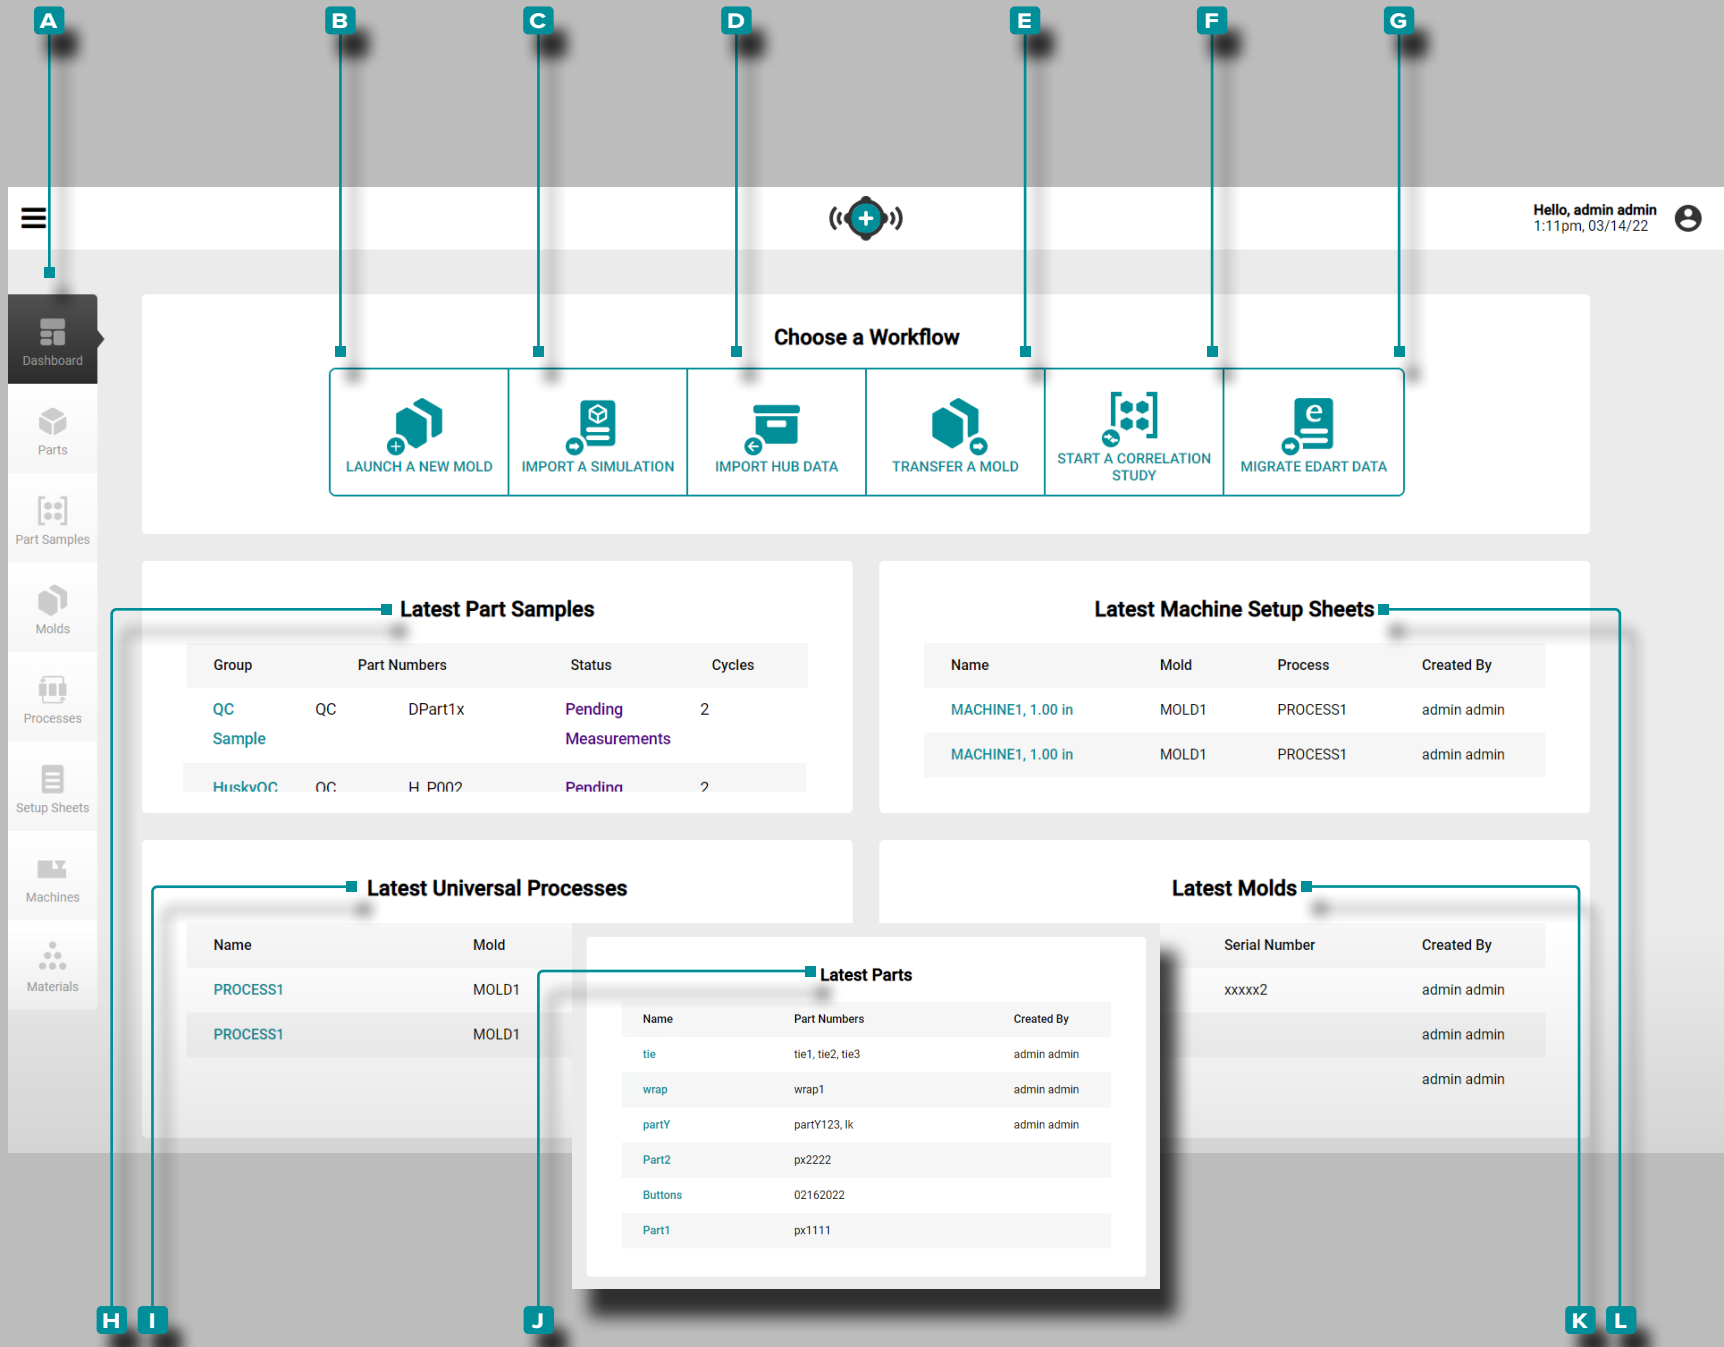 A B C D E F G
Hello, admin admin
1:11pm, 03/14/22
Dashboard
Parts
Part Samples
Molds
Processes
Setup Sheets
Machines
Materials
Choose a Workflow
LAUNCH A NEW MOLD
IMPORT A SIMULATION
IMPORT HUB DATA
TRANSFER A MOLD
START A CORRELATION
STUDY
e
MIGRATE EDART DATA
Latest Part Samples
Group Part Numbers Status Cycles
QC QC DPart1x Pending 2
Sample Measurements
HuskyQC QC H_P002 Pending 2
Latest Machine Setup Sheets
Name Mold Process Created By
MACHINE1, 1.00 in MOLD1 PROCESS1 admin admin
MACHINE1, 1.00 in MOLD1 PROCESS1 admin admin
Latest Universal Processes
Name Mold
PROCESS1 MOLD1
PROCESS1 MOLD1
Latest Molds
Serial Number Created By
xxxxx2 admin admin
admin admin
admin admin
Latest Parts
Name Part Numbers Created By
tie tie1, tie2, tie3 admin admin
wrap wrap1 admin admin
partY partY123, lk admin admin
Part2 px2222
Buttons 02162022
Part1 px1111
H I J K L